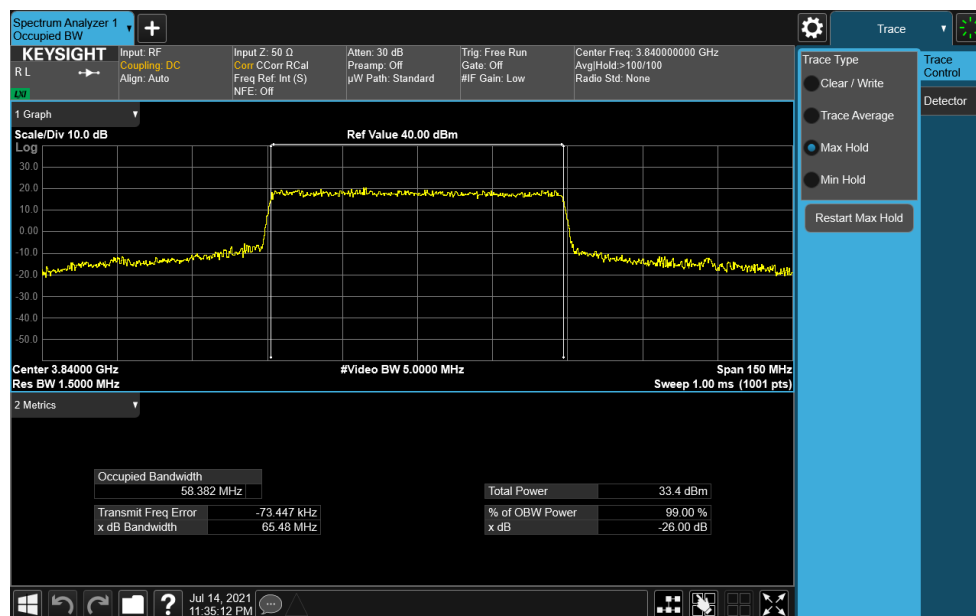 Spectrum Analyzer 1
Occupied BW
Trace
KEYSIGHT
R L
LXI
Input: RF
Coupling: DC
Align: Auto
Input Z: 50 Ω
Corr CCorr RCal
Freq Ref: Int (S)
NFE: Off
Atten: 30 dB
Preamp: Off
µW Path: Standard
Trig: Free Run
Gate: Off
#IF Gain: Low
Center Freq: 3.840000000 GHz
Avg|Hold:>100/100
Radio Std: None
Trace Type
Clear / Write
Trace Average
Max Hold
Min Hold
Restart Max Hold
Trace
Control
Detector
1 Graph
Scale/Div 10.0 dB
Ref Value 40.00 dBm
Log
30.0
20.0
10.0
0.00
-10.0
-20.0
-30.0
-40.0
-50.0
Center 3.84000 GHz
#Video BW 5.0000 MHz
Span 150 MHz
Res BW 1.5000 MHz
Sweep 1.00 ms (1001 pts)
2 Metrics
Occupied Bandwidth
58.382 MHz
Total Power 33.4 dBm
Transmit Freq Error -73.447 kHz
% of OBW Power 99.00 %
x dB Bandwidth 65.48 MHz
x dB -26.00 dB
?
Jul 14, 2021
11:35:12 PM